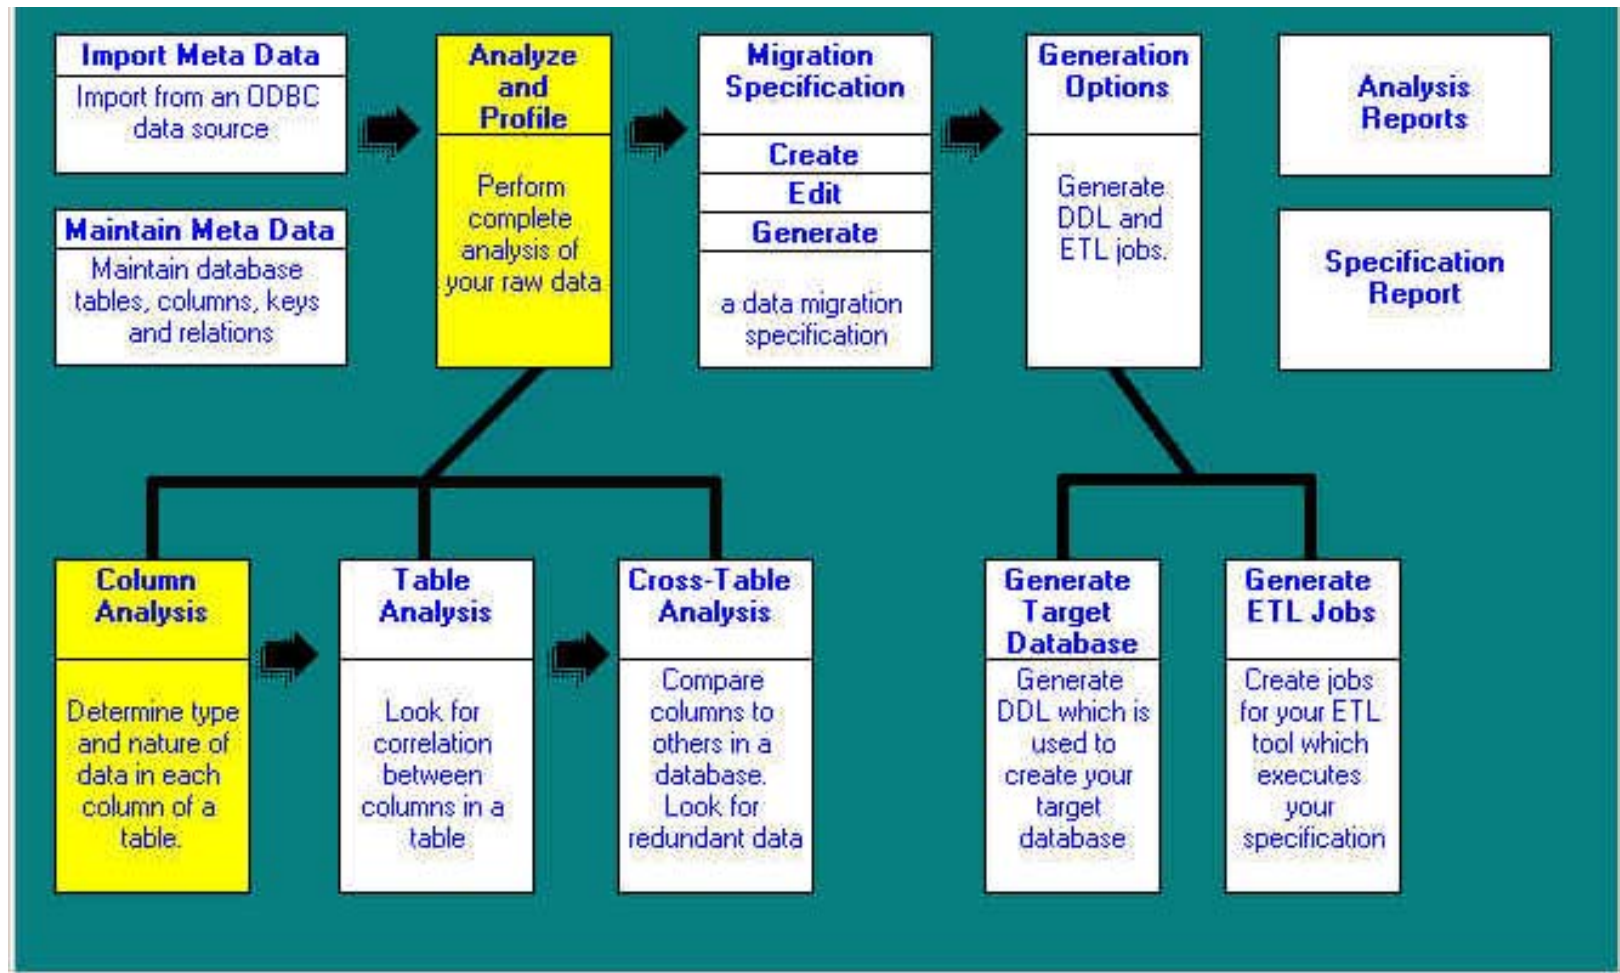 Import Meta Data
Import from an ODBC
data source
Maintain Meta Data
Maintain database
tables, columns, keys
and relations
Analyze
and
Profile
Perform
complete
analysis of
your raw data
Migration
Specification
Create
Edit
Generate
a data migration
specification
Generation
Options
Generate
DDL and
ETL jobs.
Analysis
Reports
Specification
Report
Column
Analysis
Determine type
and nature of
data in each
column of a
table.
Table
Analysis
Look for
correlation
between
columns in a
table
Cross-Table
Analysis
Compare
columns to
others in a
database.
Look for
redundant data
Generate
Target
Database
Generate
DDL which is
used to
create your
target
database
Generate
ETL Jobs
Create jobs
for your ETL
tool which
executes
your
specification